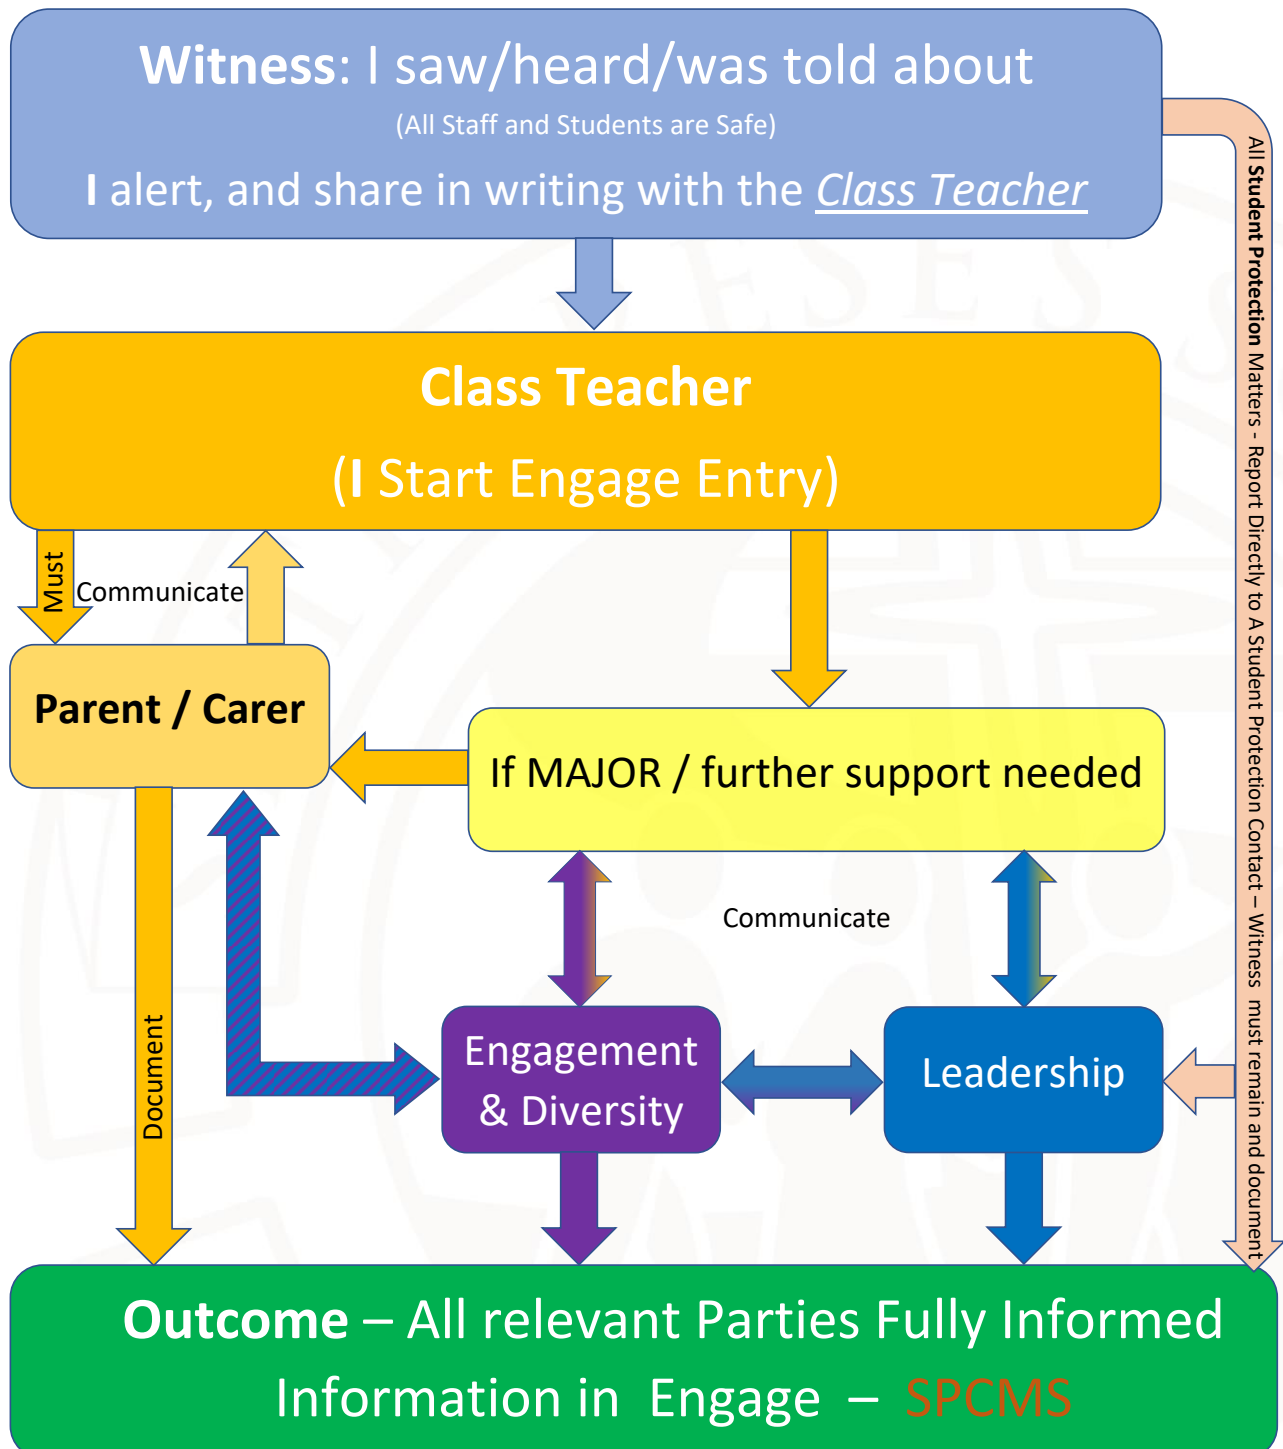 Witness: I saw/heard/was told about
(All Staff and Students are Safe)
I alert, and share in writing with the Class Teacher
All Student Protection Matters - Report Directly to A Student Protection Contact – Witness must remain and document
Class Teacher
(I Start Engage Entry)
Must
Communicate
Parent / Carer
If MAJOR / further support needed
Communicate
Document
Engagement
& Diversity
Leadership
Outcome – All relevant Parties Fully Informed
Information in Engage – SPCMS